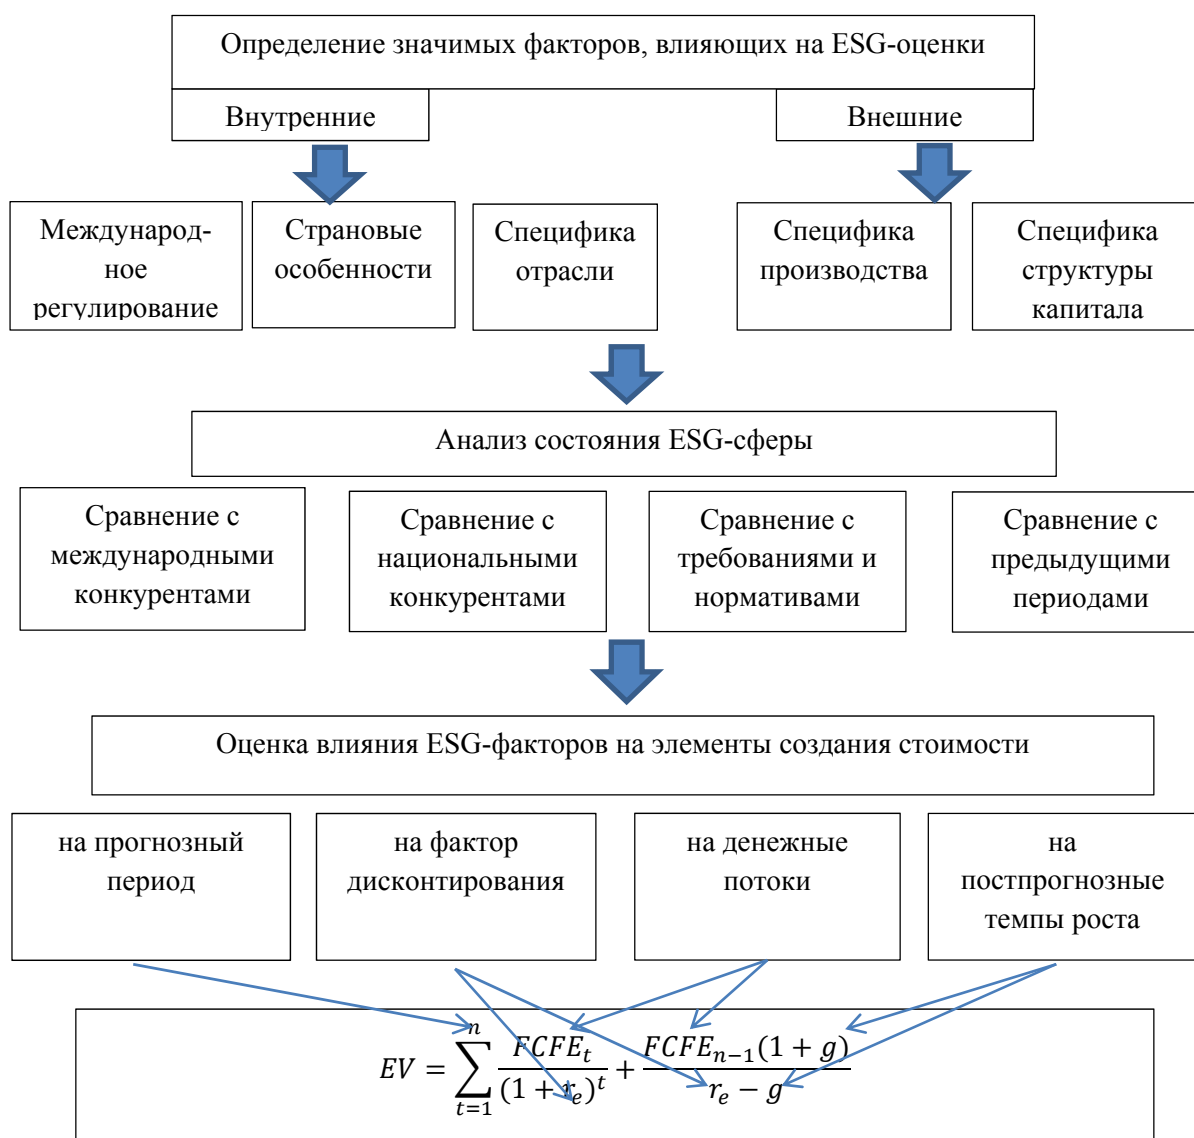 Определение значимых факторов, влияющих на ESG-оценки
Внутренние
Внешние
Международ-
ное
регулирование
Страновые
особенности
Специфика
отрасли
Специфика
производства
Специфика
структуры
капитала
Анализ состояния ESG-сферы
Сравнение с
международными
конкурентами
Сравнение с
национальными
конкурентами
Сравнение с
требованиями и
нормативами
Сравнение с
предыдущими
периодами
Оценка влияния ESG-факторов на элементы создания стоимости
на прогнозный
период
на фактор
дисконтирования
на денежные
потоки
на
постпрогнозные
темпы роста
EV = ∑_{t=1}^{n} FCFE_t / (1 + r_e)^t + FCFE_{n−1}(1 + g) / (r_e − g)